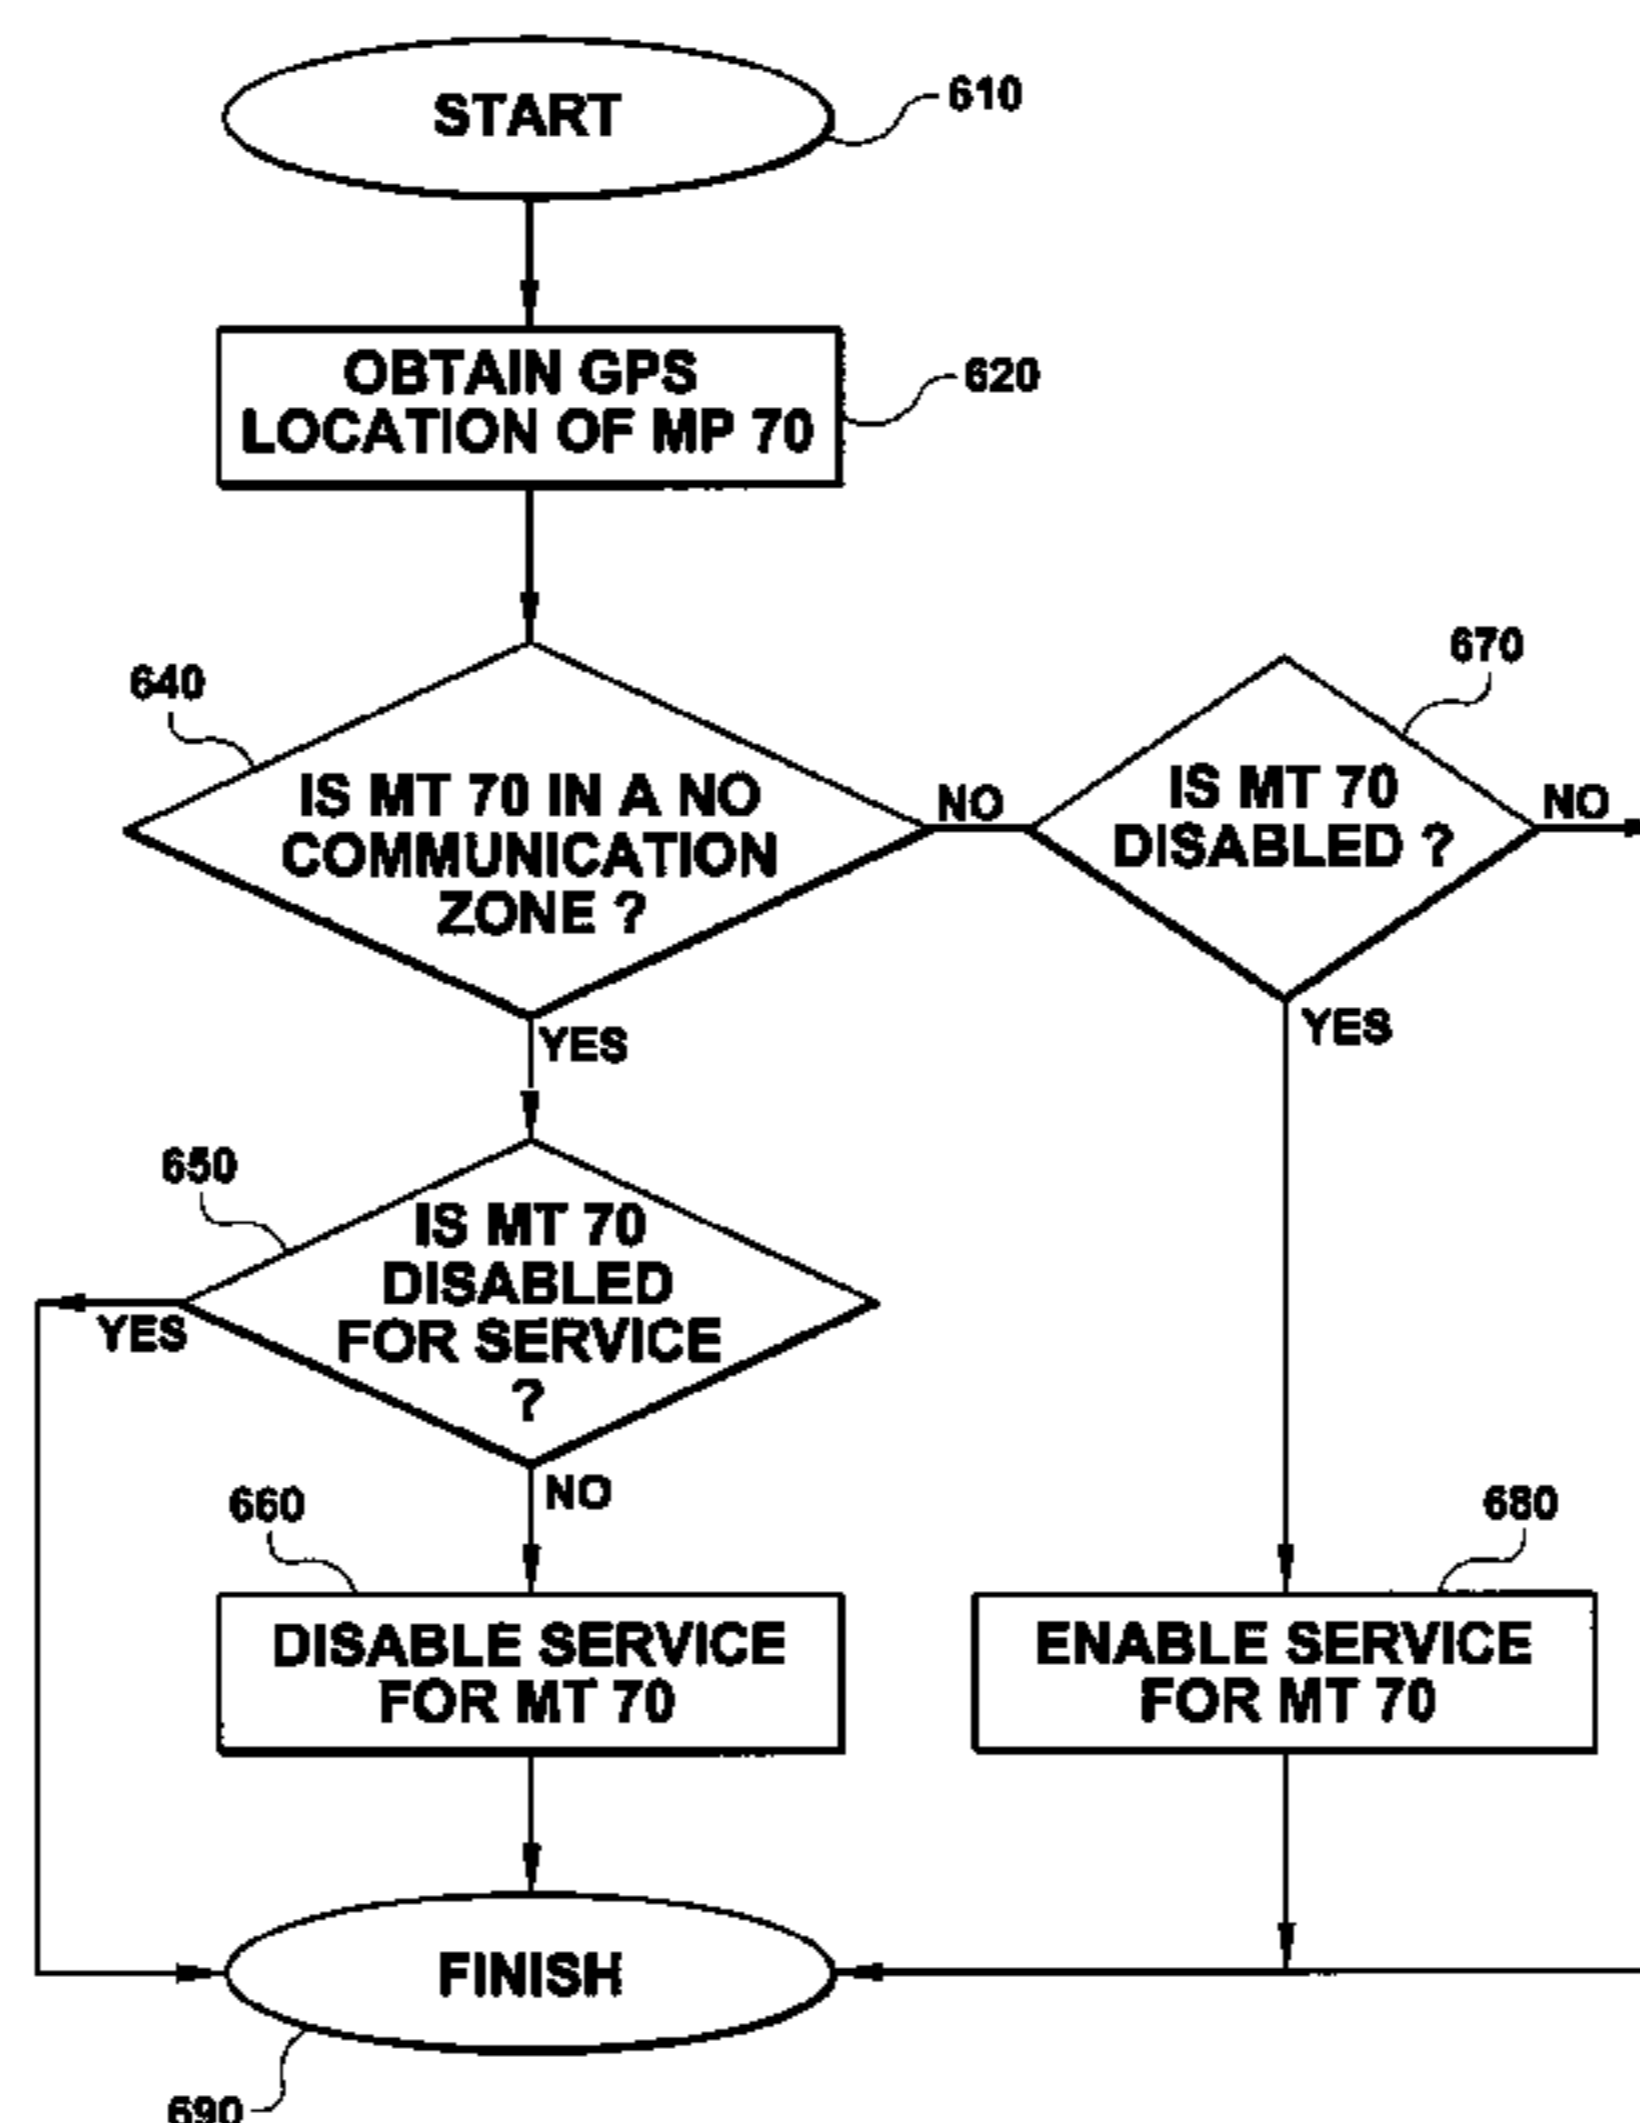 START
610
OBTAIN GPS
LOCATION OF MP 70
620
640
IS MT 70 IN A NO
COMMUNICATION
ZONE ?
NO
YES
670
IS MT 70
DISABLED ?
NO
YES
650
IS MT 70
DISABLED
FOR SERVICE
?
YES
NO
660
DISABLE SERVICE
FOR MT 70
680
ENABLE SERVICE
FOR MT 70
FINISH
690